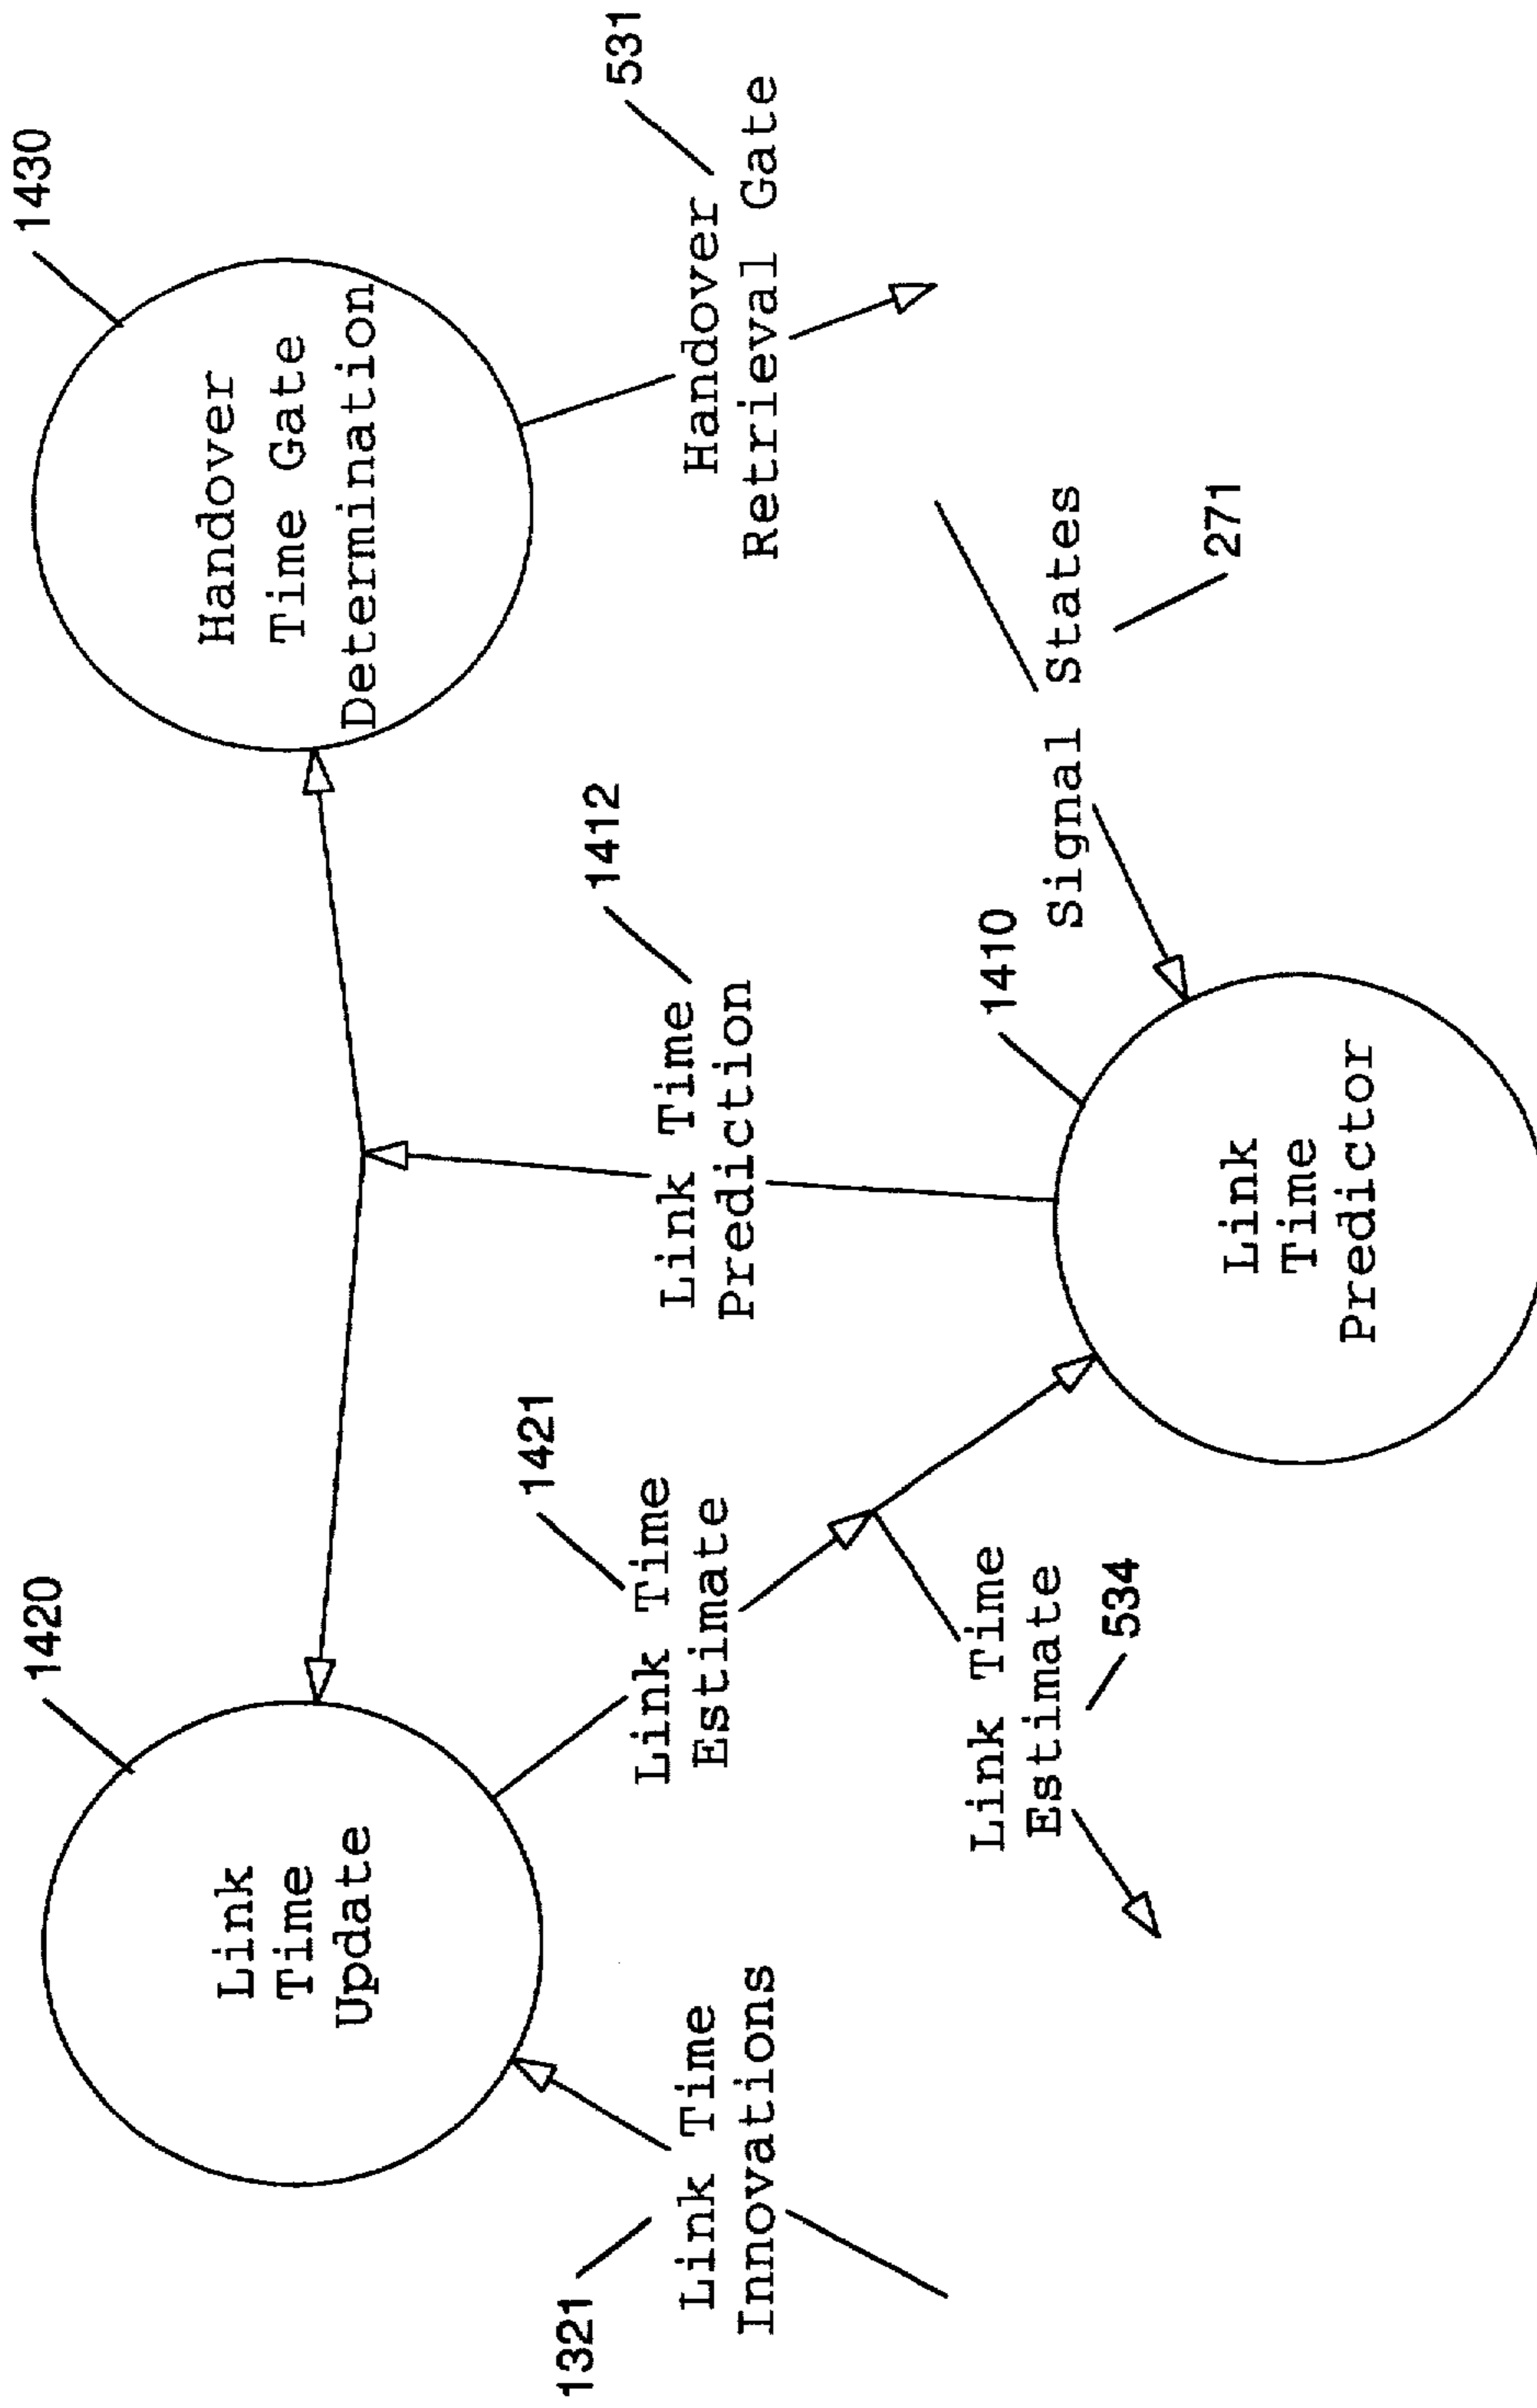 1420
Link
Time
Update
1430
Handover
Time Gate
Determination
1321
Link Time
Innovations
1421
Link Time
Estimate
1412
Link Time
Prediction
531
Handover
Retrieval Gate
Link Time
Estimate
534
1410
Link
Time
Predictor
Signal States
271